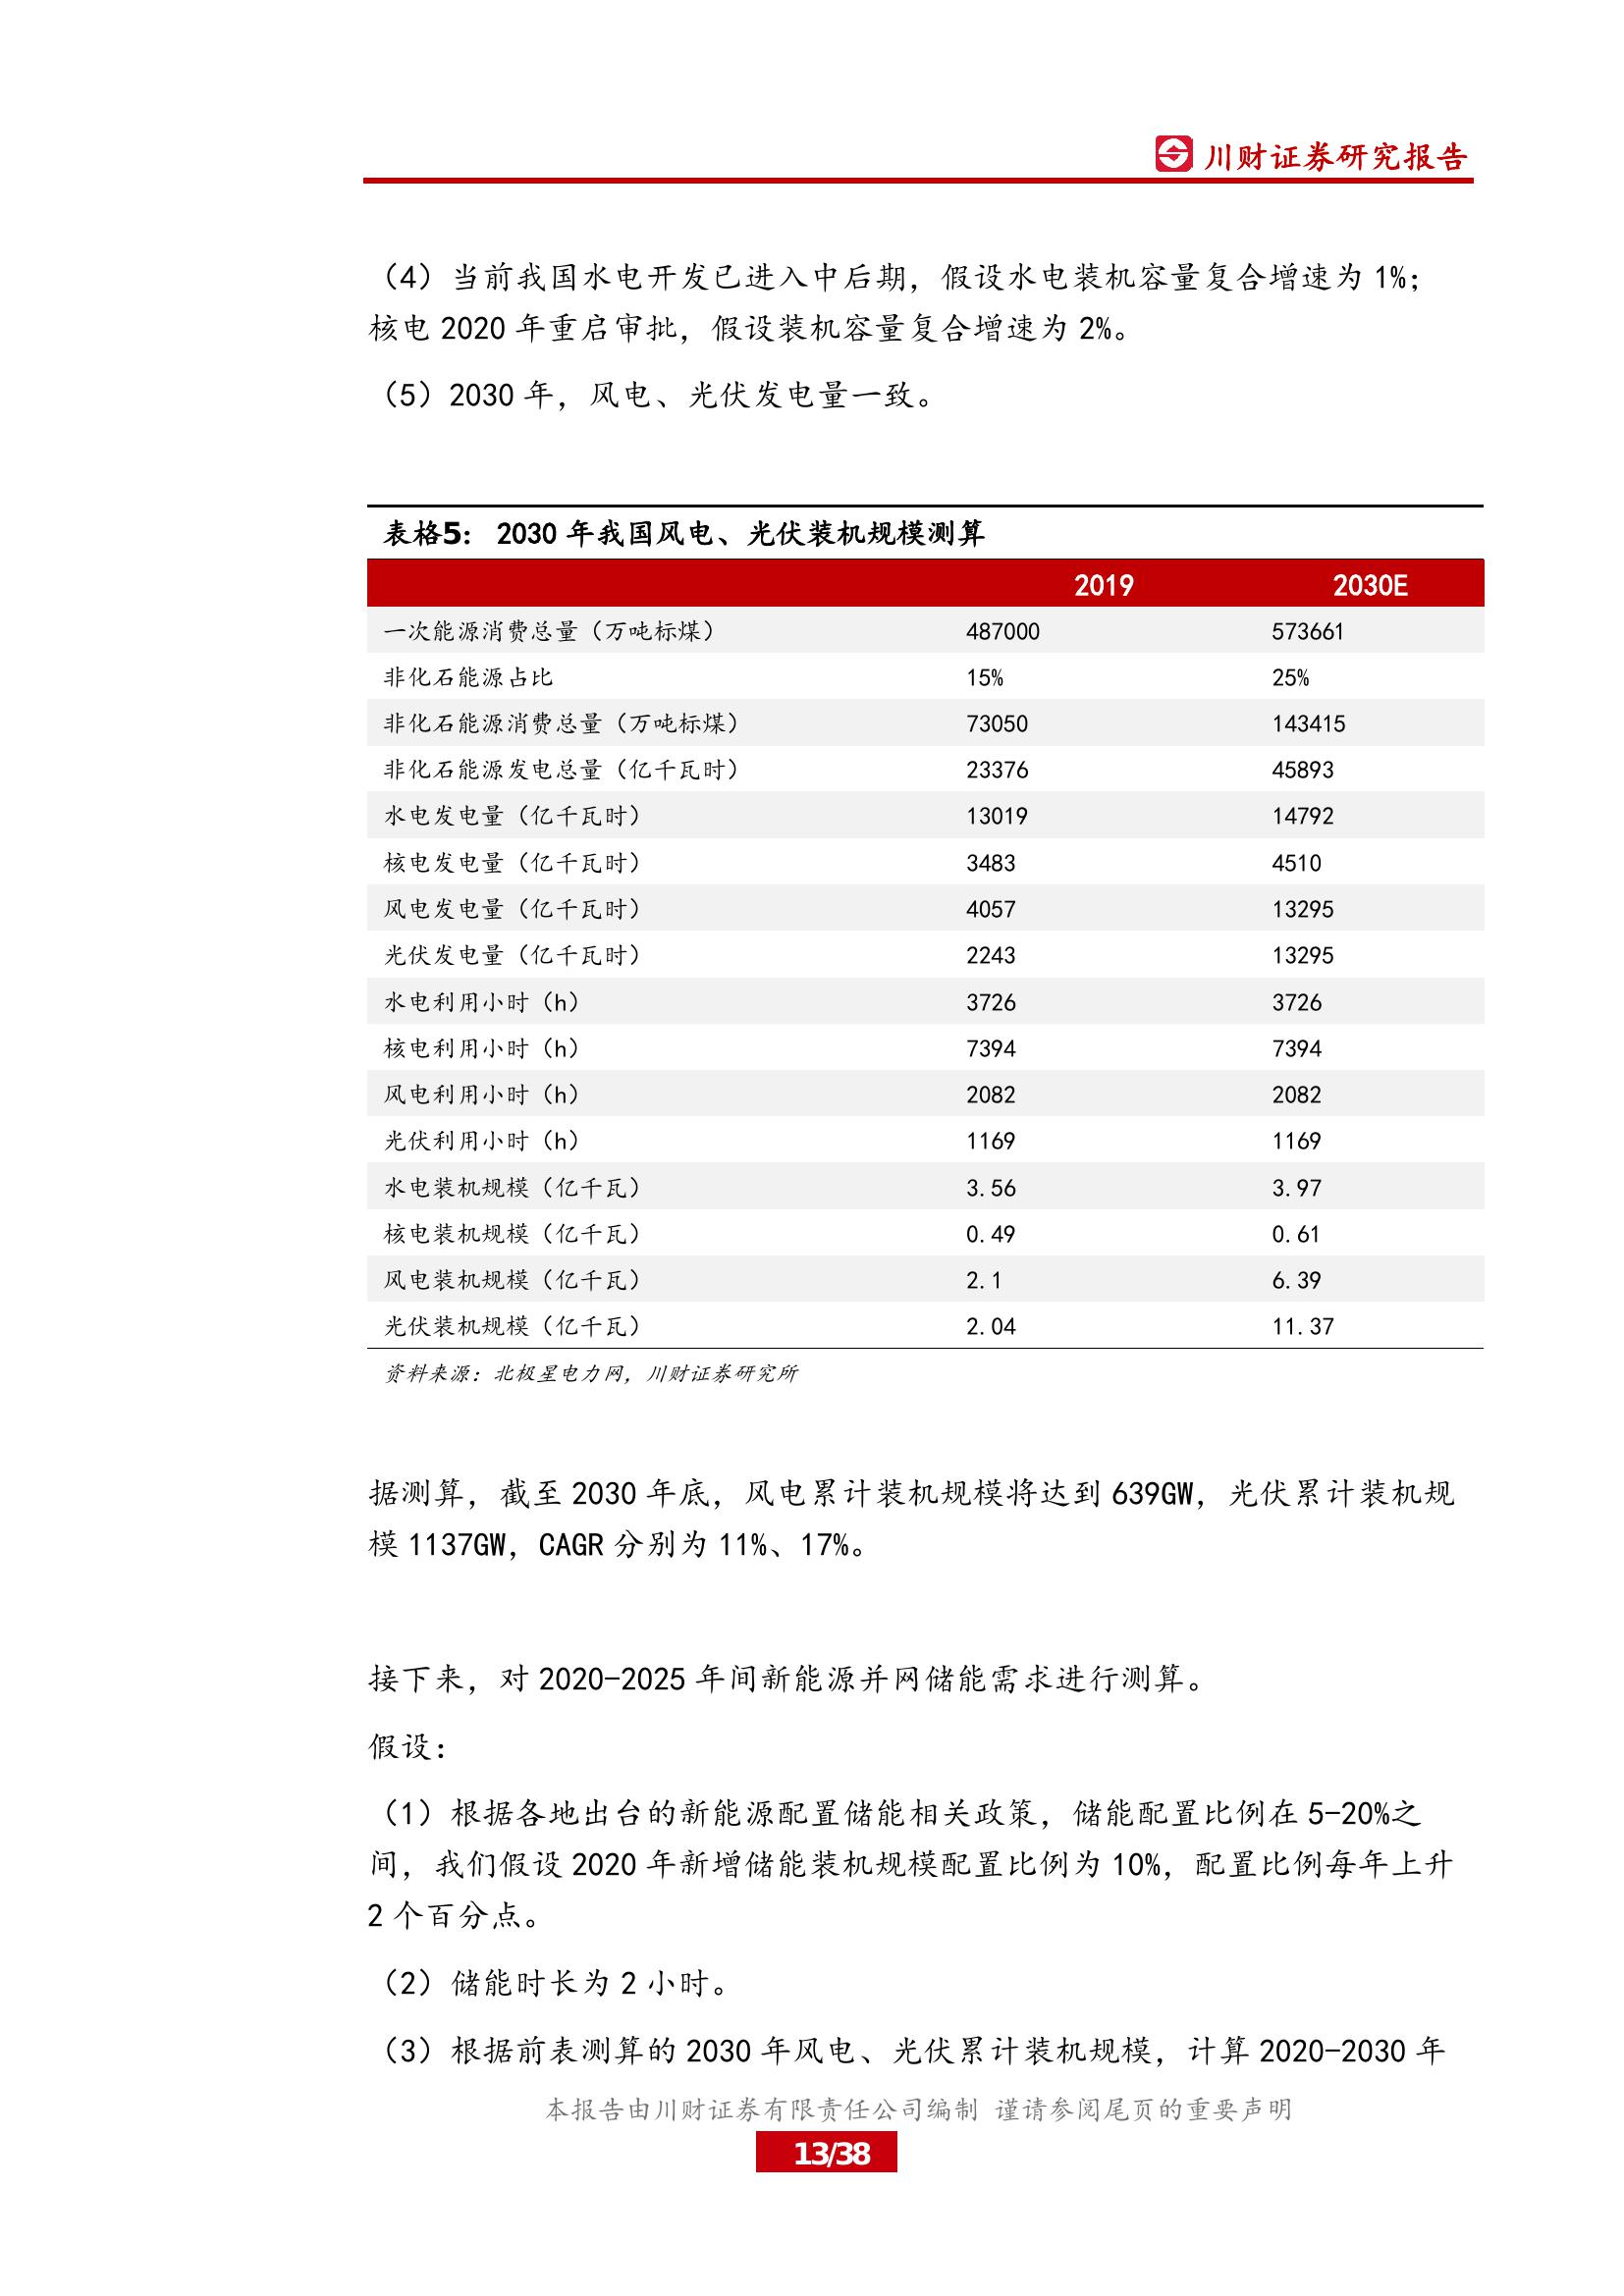 川财证券研究报告
（4）当前我国水电开发已进入中后期，假设水电装机容量复合增速为 1%；
核电 2020 年重启审批，假设装机容量复合增速为 2%。
（5）2030 年，风电、光伏发电量一致。
表格5： 2030 年我国风电、光伏装机规模测算
2019 2030E
一次能源消费总量（万吨标煤） 487000 573661
非化石能源占比 15% 25%
非化石能源消费总量（万吨标煤） 73050 143415
非化石能源发电总量（亿千瓦时） 23376 45893
水电发电量（亿千瓦时） 13019 14792
核电发电量（亿千瓦时） 3483 4510
风电发电量（亿千瓦时） 4057 13295
光伏发电量（亿千瓦时） 2243 13295
水电利用小时（h） 3726 3726
核电利用小时（h） 7394 7394
风电利用小时（h） 2082 2082
光伏利用小时（h） 1169 1169
水电装机规模（亿千瓦） 3.56 3.97
核电装机规模（亿千瓦） 0.49 0.61
风电装机规模（亿千瓦） 2.1 6.39
光伏装机规模（亿千瓦） 2.04 11.37
资料来源：北极星电力网，川财证券研究所
据测算，截至 2030 年底，风电累计装机规模将达到 639GW，光伏累计装机规
模 1137GW，CAGR 分别为 11%、17%。
接下来，对 2020-2025 年间新能源并网储能需求进行测算。
假设：
（1）根据各地出台的新能源配置储能相关政策，储能配置比例在 5-20%之
间，我们假设 2020 年新增储能装机规模配置比例为 10%，配置比例每年上升
2 个百分点。
（2）储能时长为 2 小时。
（3）根据前表测算的 2030 年风电、光伏累计装机规模，计算 2020-2030 年
本报告由川财证券有限责任公司编制 谨请参阅尾页的重要声明
13/38